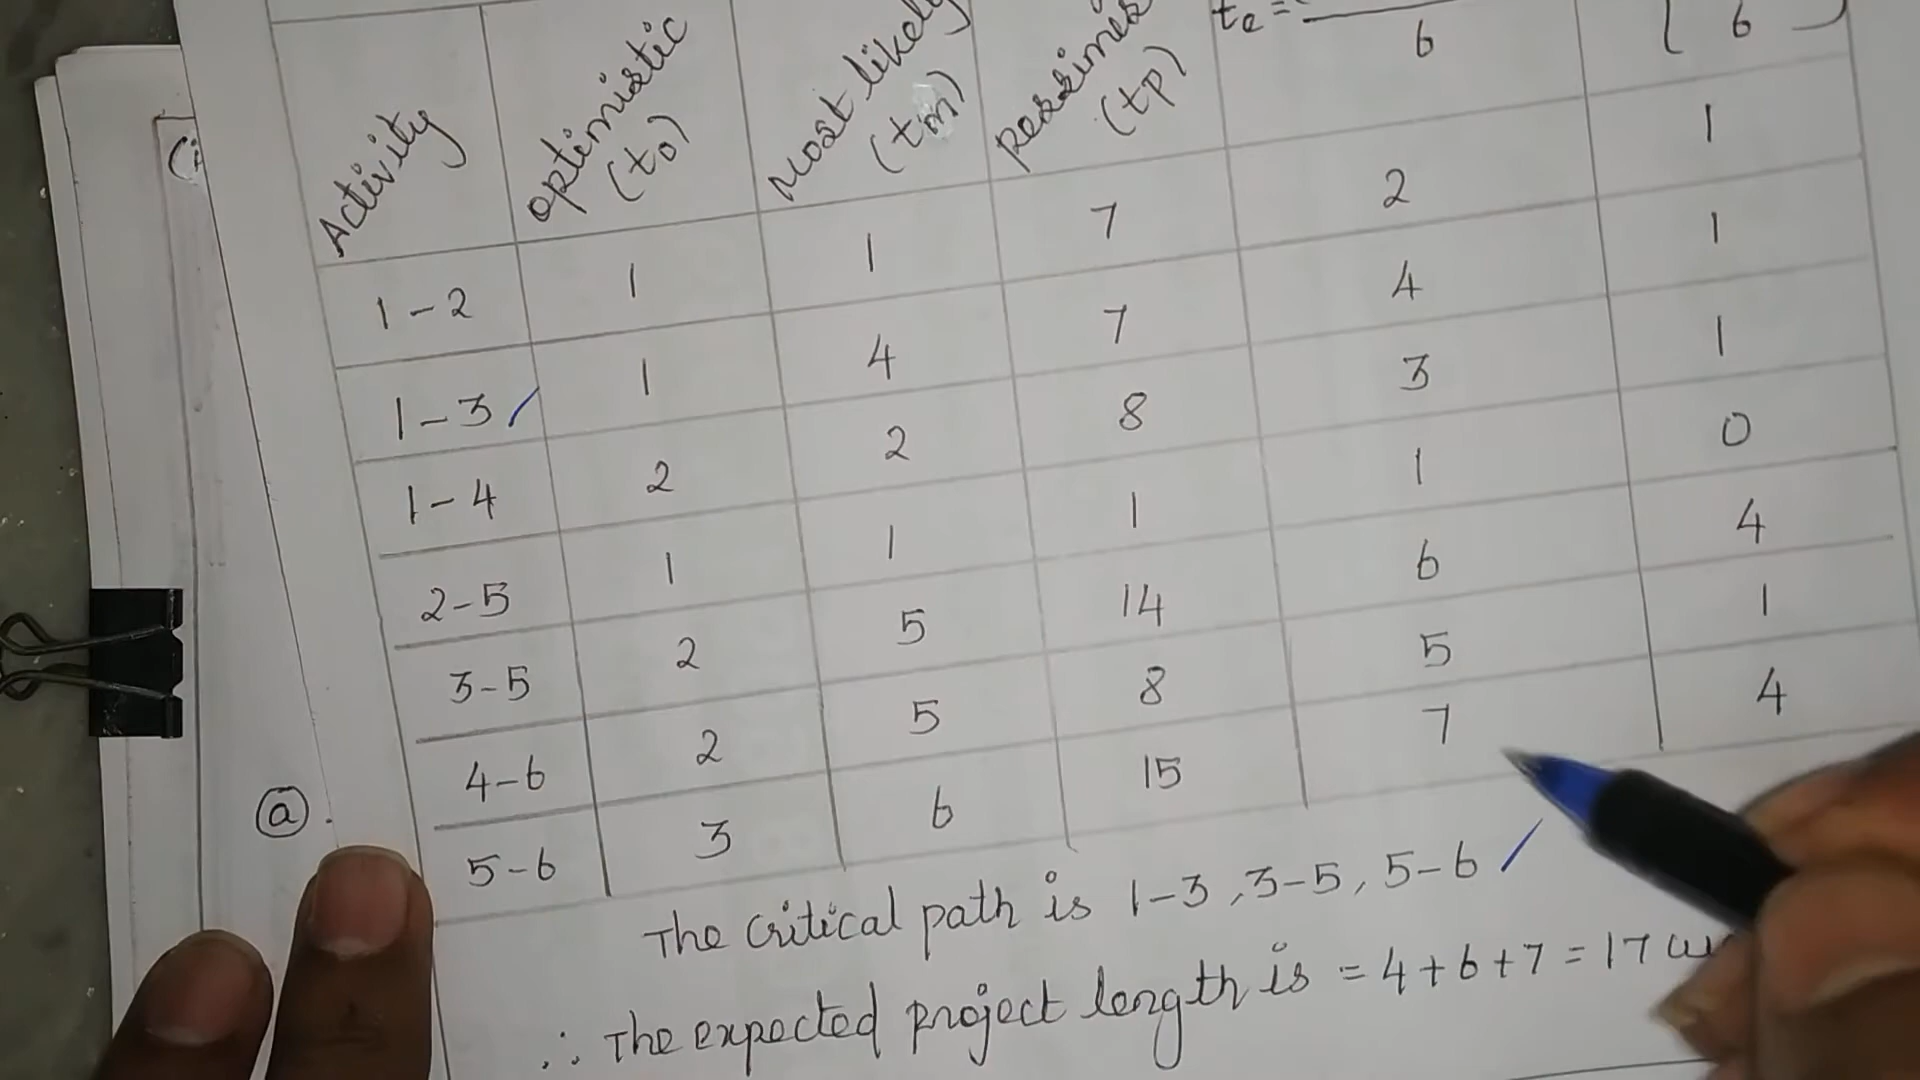 Activity optimistic (to) Most likely (tm) Pessimis (tp) te = 6 ( 6 )
1-2 1 1 7 2 1
1-3 1 4 7 4 1
1-4 2 2 8 3 1
2-5 1 1 1 1 0
3-5 2 5 14 6 4
4-6 2 5 8 5 1
5-6 3 6 15 7 4
(a).
The critical path is 1-3, 3-5, 5-6
∴ The expected project length is = 4+6+7 = 17